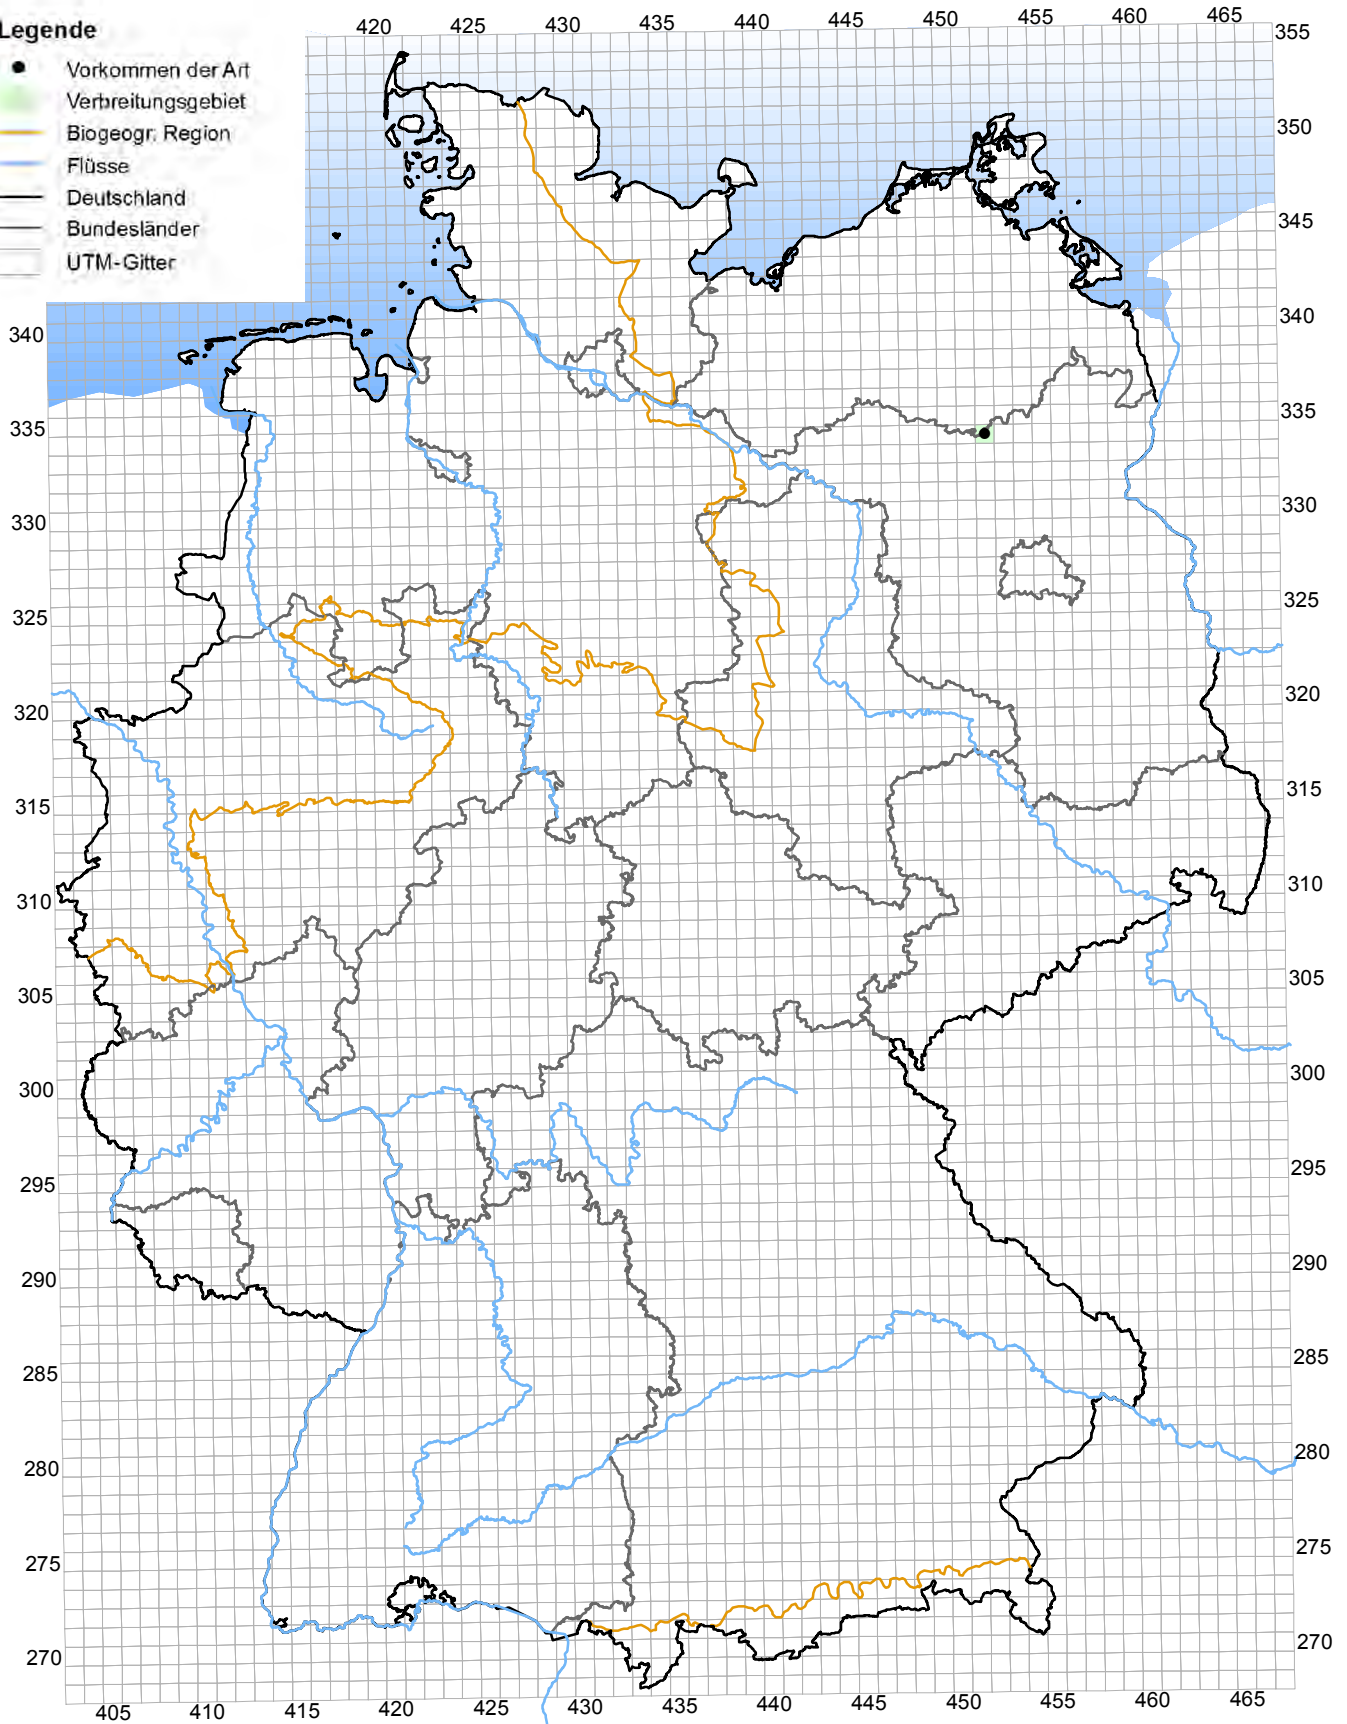 Legende
Vorkommen der Art
Verbreitungsgebiet
Biogeogr. Region
Flüsse
Deutschland
Bundesländer
UTM-Gitter
420 425 430 435 440 445 450 455 460 465
355
350
345
340 340
335 335
330 330
325 325
320 320
315 315
310 310
305 305
300 300
295 295
290 290
285 285
280 280
275 275
270 270
405 410 415 420 425 430 435 440 445 450 455 460 465